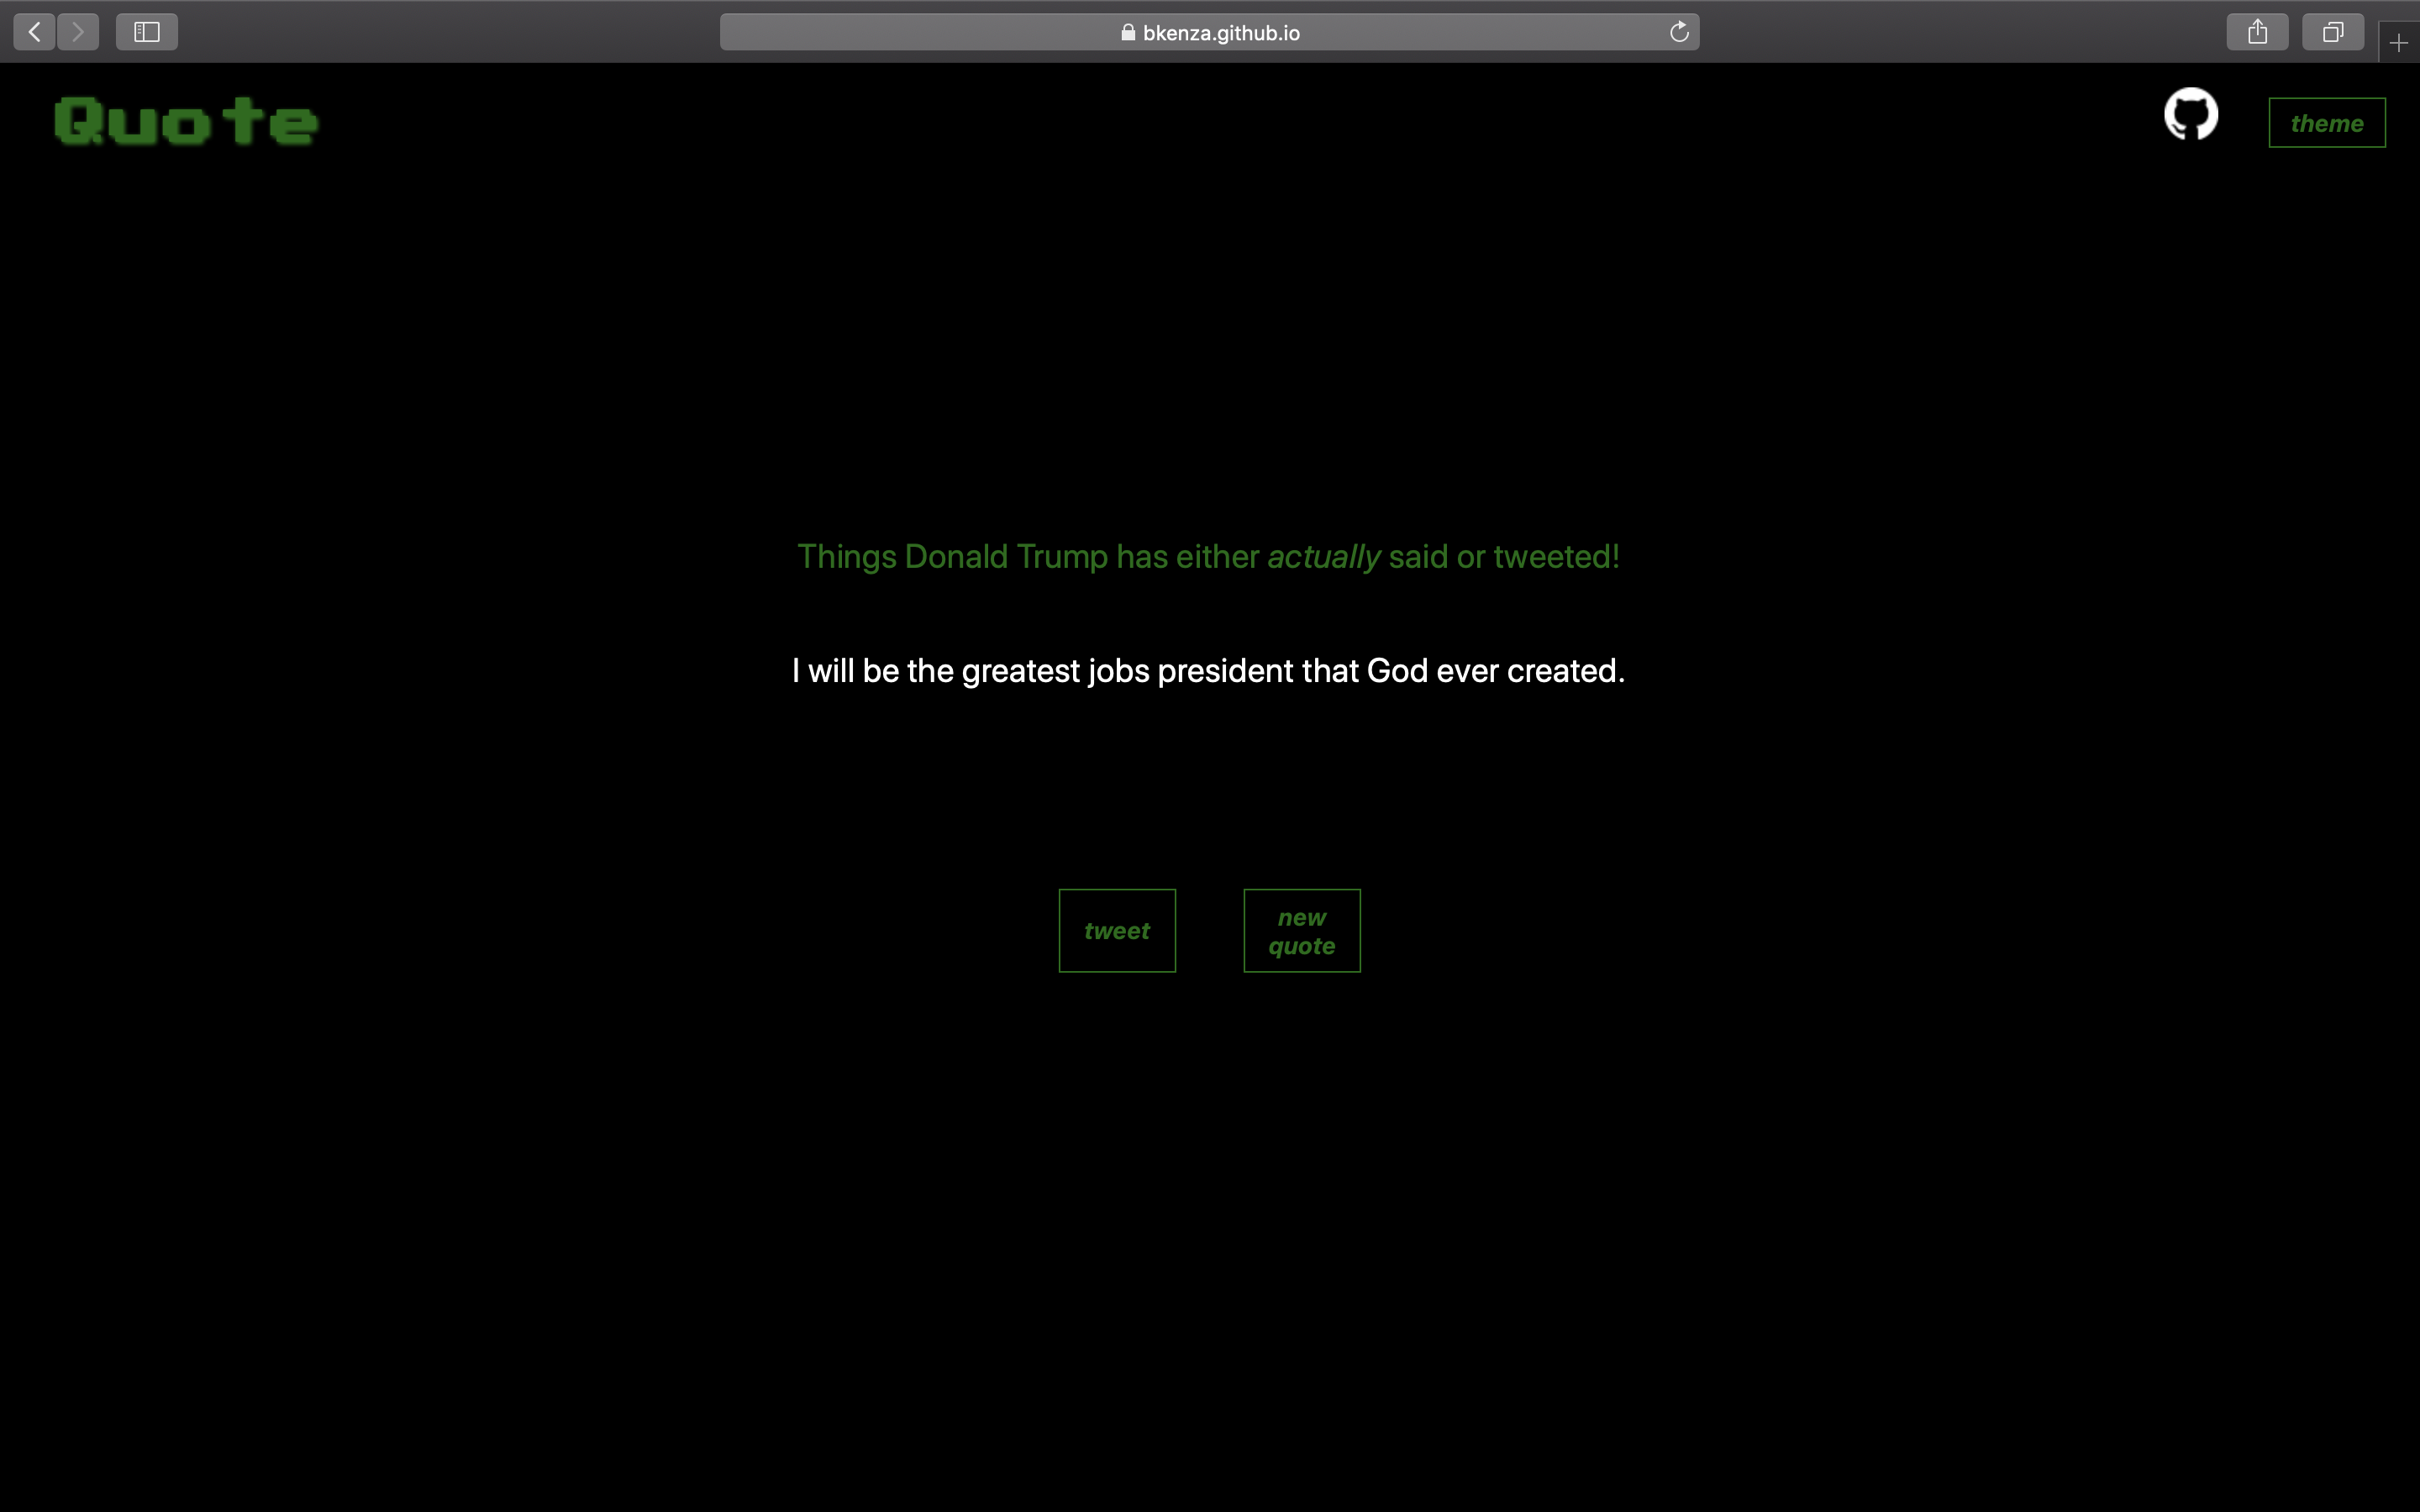 bkenza.github.io
Quote
theme
Things Donald Trump has either actually said or tweeted!
I will be the greatest jobs president that God ever created.
tweet
new
quote